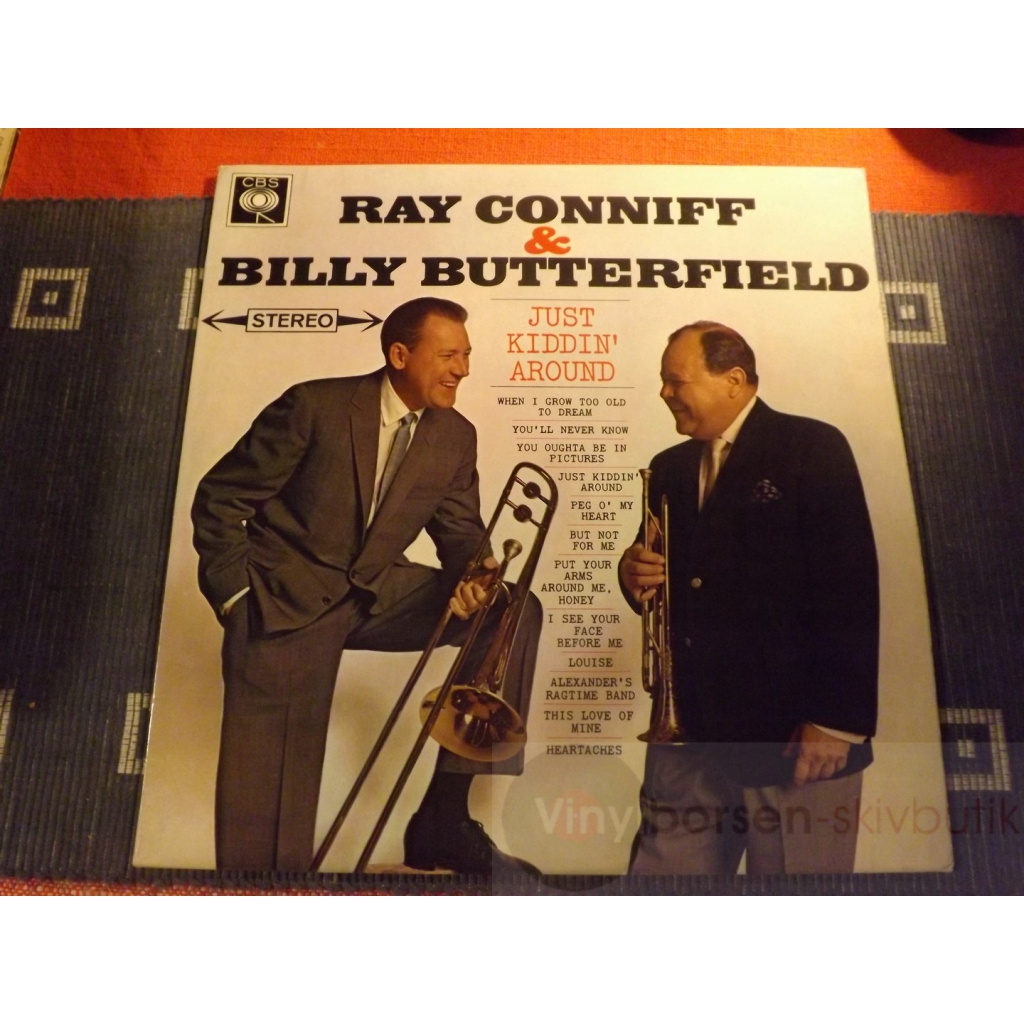 CBS
RAY CONNIFF
&
BILLY BUTTERFIELD
STEREO
JUST
KIDDIN'
AROUND
WHEN I GROW TOO OLD
TO DREAM
YOU'LL NEVER KNOW
YOU OUGHTA BE IN
PICTURES
JUST KIDDIN'
AROUND
PEG O' MY
HEART
BUT NOT
FOR ME
PUT YOUR
ARMS
AROUND ME,
HONEY
I SEE YOUR
FACE
BEFORE ME
LOUISE
ALEXANDER'S
RAGTIME BAND
THIS LOVE OF
MINE
HEARTACHES
Vinylborsen-skivbutik